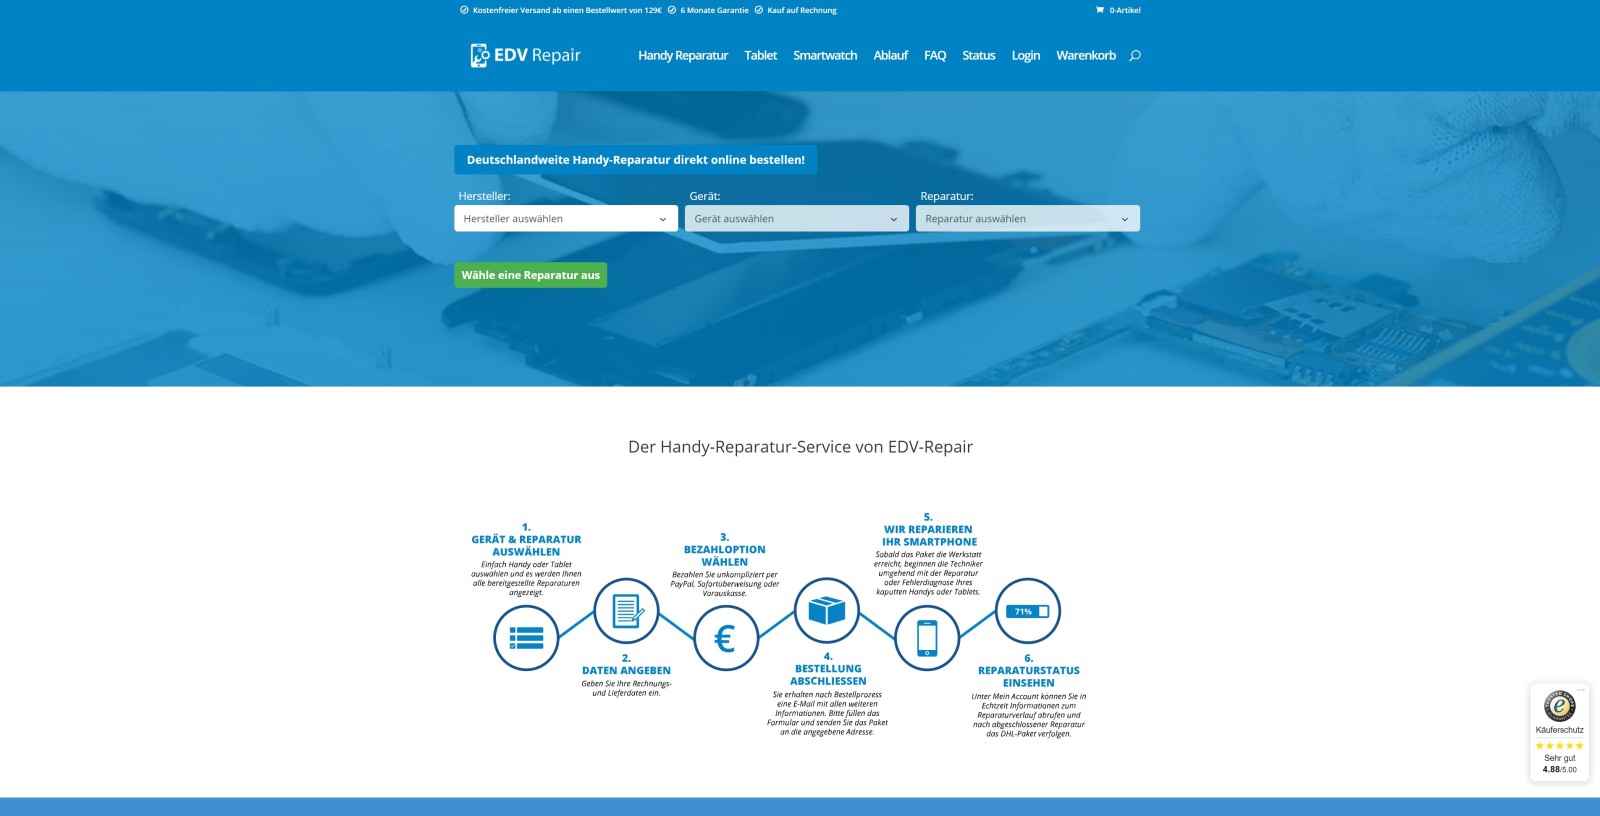 Kostenfreier Versand ab einen Bestellwert von 129€ 6 Monate Garantie Kauf auf Rechnung
0-Artikel
EDV Repair
Handy Reparatur Tablet Smartwatch Ablauf FAQ Status Login Warenkorb
Deutschlandweite Handy-Reparatur direkt online bestellen!
Hersteller: Gerät: Reparatur:
Hersteller auswählen Gerät auswählen Reparatur auswählen
Wähle eine Reparatur aus
Der Handy-Reparatur-Service von EDV-Repair
1.
GERÄT & REPARATUR
AUSWÄHLEN
Einfach Handy oder Tablet
auswählen und es werden Ihnen
alle bereitgestellte Reparaturen
angezeigt.
2.
DATEN ANGEBEN
Geben Sie Ihre Rechnungs-
und Lieferdaten ein.
3.
BEZAHLOPTION
WÄHLEN
Bezahlen Sie unkompliziert per
PayPal, Sofortüberweisung oder
Vorauskasse.
€
4.
BESTELLUNG
ABSCHLIESSEN
Sie erhalten nach Bestellprozess
eine E-Mail mit allen weiteren
Informationen. Bitte füllen das
Formular und senden Sie das Paket
an die angegebene Adresse.
5.
WIR REPARIEREN
IHR SMARTPHONE
Sobald das Paket die Werkstatt
erreicht, beginnen die Techniker
umgehend mit der Reparatur
oder Fehlerdiagnose Ihres
kaputten Handys oder Tablets.
71%
6.
REPARATURSTATUS
EINSEHEN
Unter Mein Account können Sie in
Echtzeit Informationen zum
Reparaturverlauf abrufen und
nach abgeschlossener Reparatur
das DHL-Paket verfolgen.
e
Käuferschutz
Sehr gut
4.88/5.00